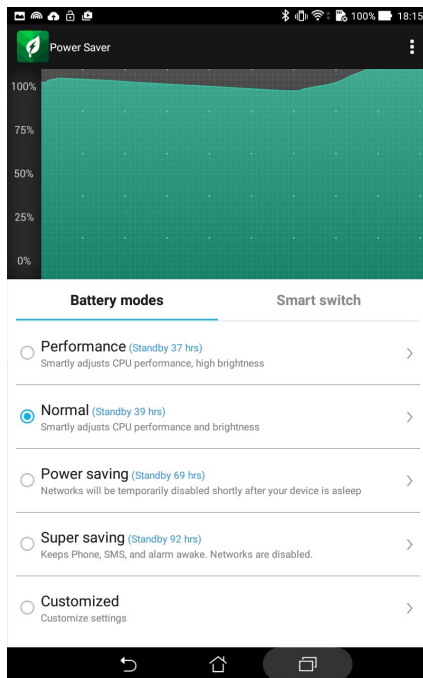 100% 18:15
Power Saver
100%
75%
50%
25%
0%
Battery modes Smart switch
Performance (Standby 37 hrs)
Smartly adjusts CPU performance, high brightness
Normal (Standby 39 hrs)
Smartly adjusts CPU performance and brightness
Power saving (Standby 69 hrs)
Networks will be temporarily disabled shortly after your device is asleep
Super saving (Standby 92 hrs)
Keeps Phone, SMS, and alarm awake. Networks are disabled.
Customized
Customize settings